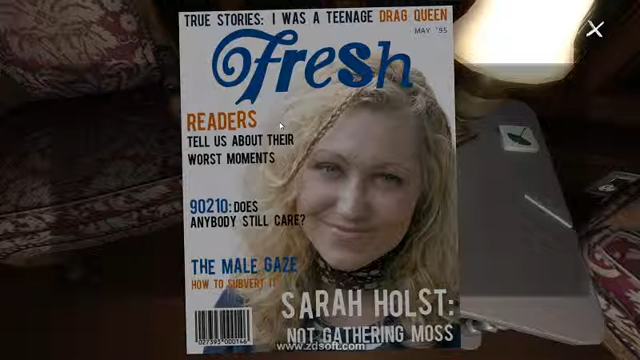 TRUE STORIES: I WAS A TEENAGE DRAG QUEEN
MAY '95
Fresh
READERS
TELL US ABOUT THEIR
WORST MOMENTS
90210: DOES
ANYBODY STILL CARE?
THE MALE GAZE
HOW TO SUBVERT IT
SARAH HOLST:
NOT GATHERING MOSS
www.zdsoft.com